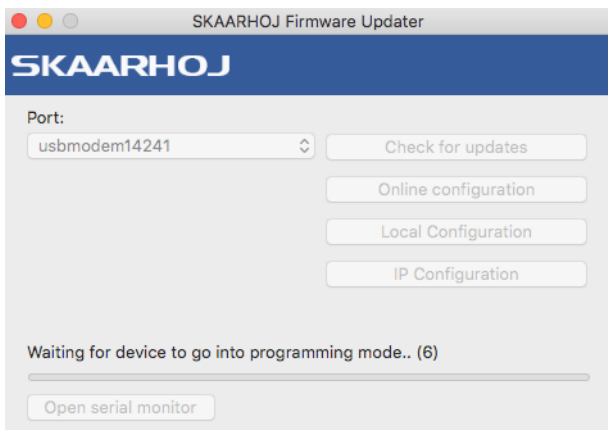 SKAARHOJ Firmware Updater
SKAARHOJ
Port:
usbmodem14241
Check for updates
Online configuration
Local Configuration
IP Configuration
Waiting for device to go into programming mode.. (6)
Open serial monitor